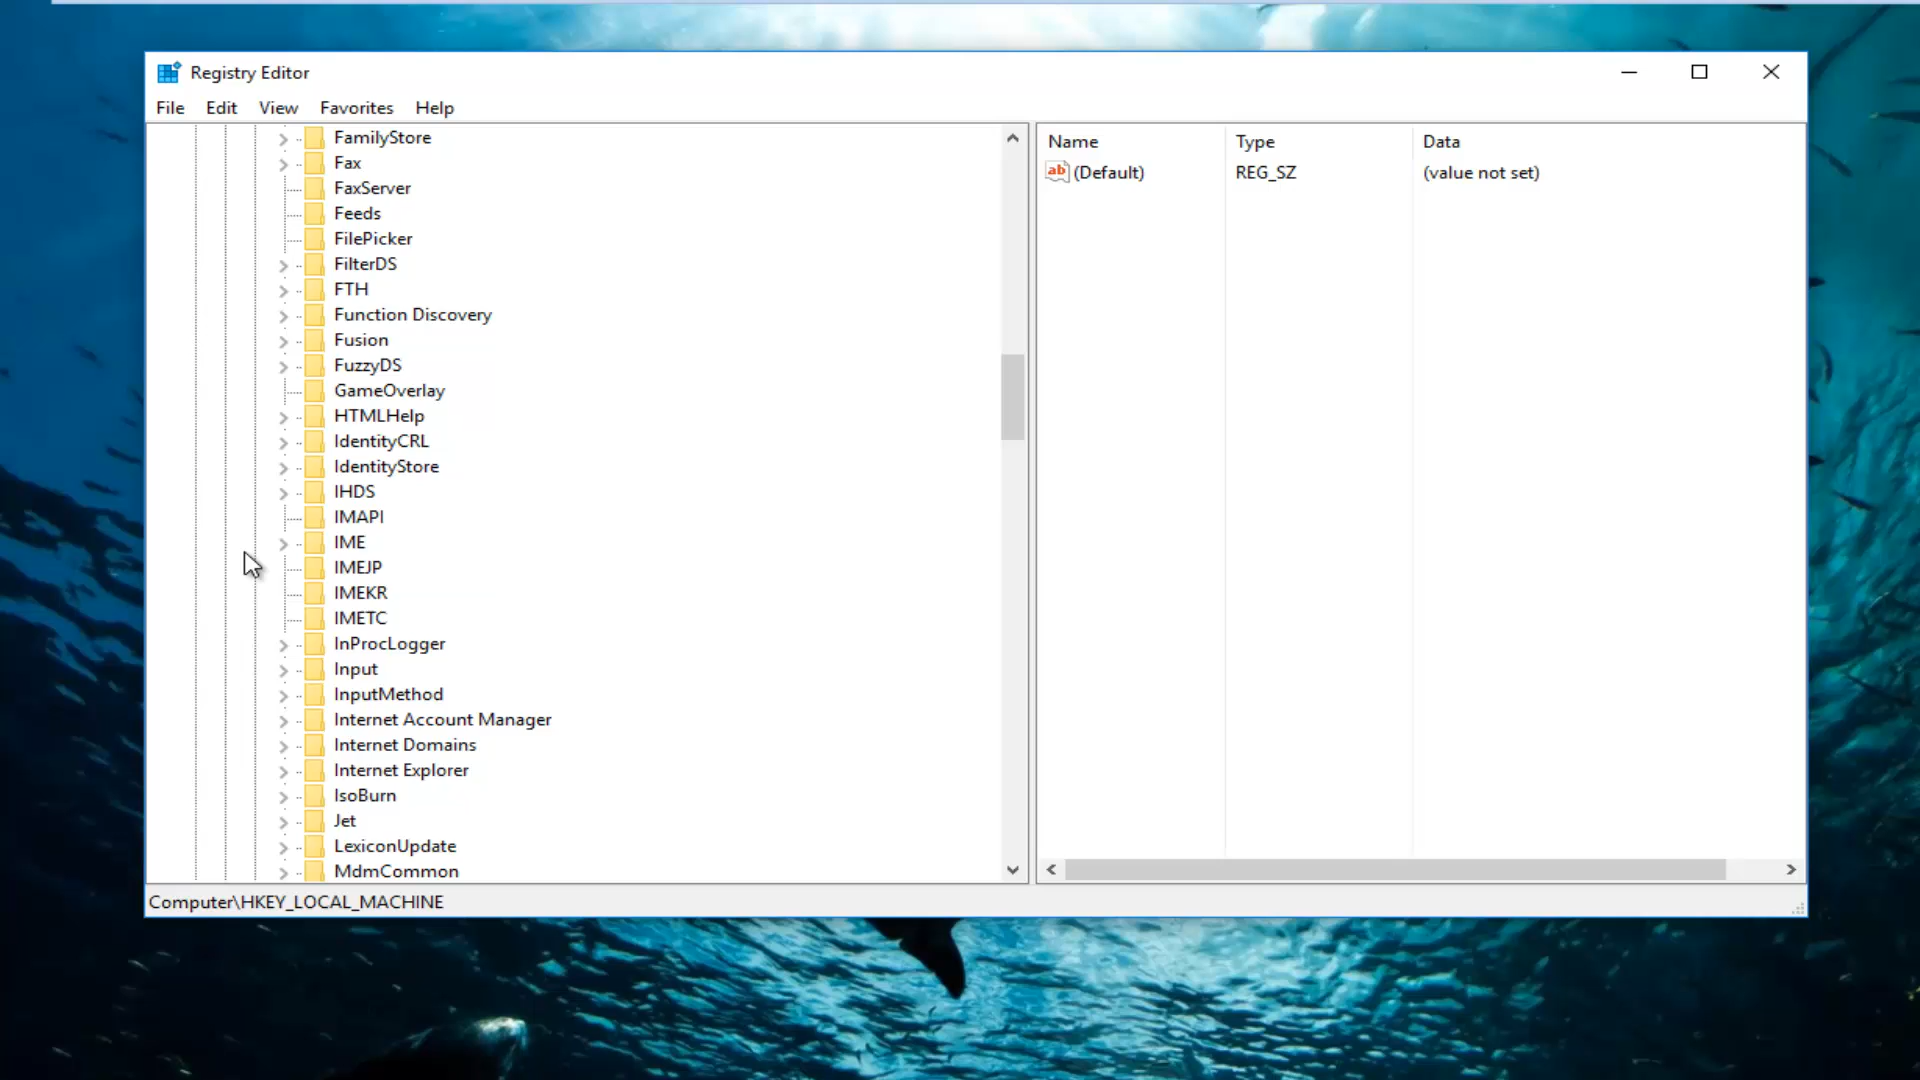 Registry Editor
File Edit View Favorites Help
FamilyStore
Fax
FaxServer
Feeds
FilePicker
FilterDS
FTH
Function Discovery
Fusion
FuzzyDS
GameOverlay
HTMLHelp
IdentityCRL
IdentityStore
IHDS
IMAPI
IME
IMEJP
IMEKR
IMETC
InProcLogger
Input
InputMethod
Internet Account Manager
Internet Domains
Internet Explorer
IsoBurn
Jet
LexiconUpdate
MdmCommon
Name Type Data
ab (Default) REG_SZ (value not set)
Computer\HKEY_LOCAL_MACHINE